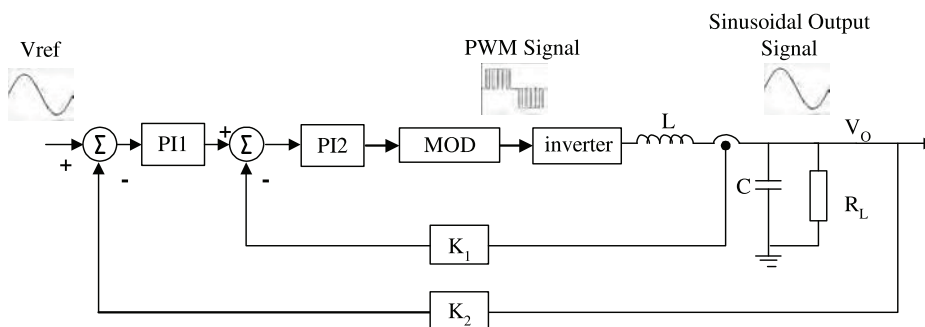 Vref
PWM Signal
Sinusoidal Output
Signal
+
Σ
-
PI1
+
Σ
-
PI2
MOD
inverter
L
V_O
C
R_L
K_1
K_2